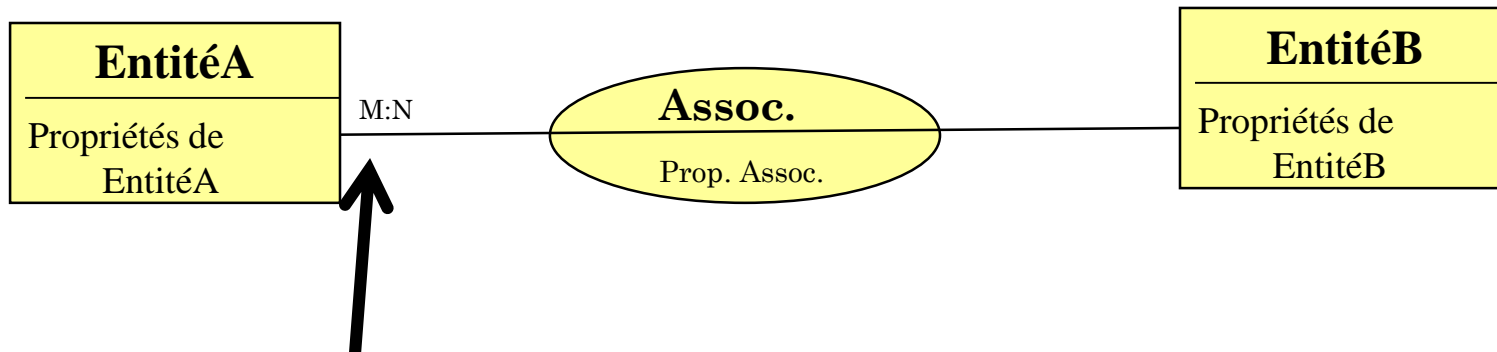 EntitéA
Propriétés de
EntitéA
M:N
Assoc.
Prop. Assoc.
EntitéB
Propriétés de
EntitéB